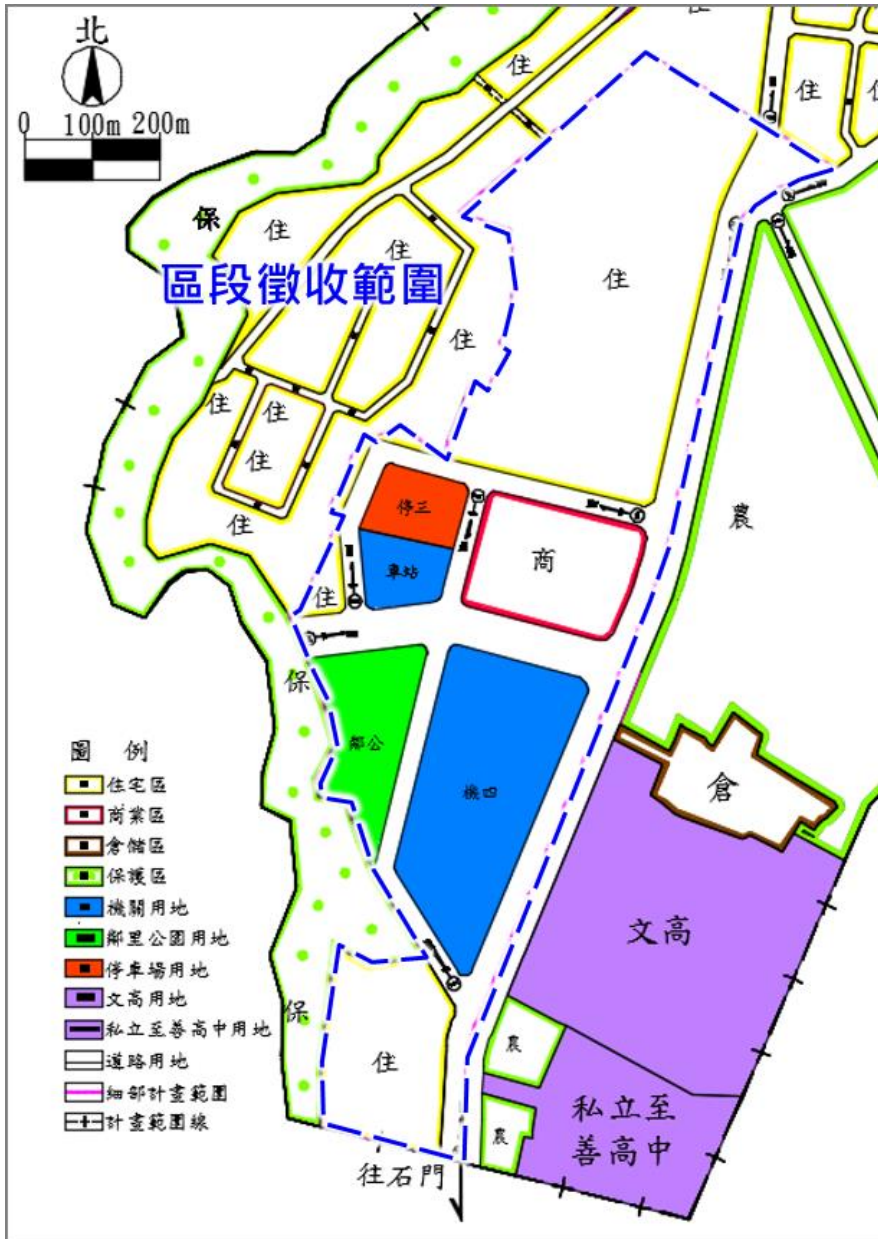 北
0 100m 200m
住
住
住
住
保
住
住
區段徵收範圍
住
住
住
住
住
住
農
停三
車站
商
住
保
鄰公
機四
倉
圖 例
住宅區
商業區
倉儲區
保護區
機關用地
鄰里公園用地
停車場用地
文高用地
私立至善高中用地
道路用地
細部計畫範圍
計畫範圍線
文高
保
住
農
農
私立至
善高中
往石門